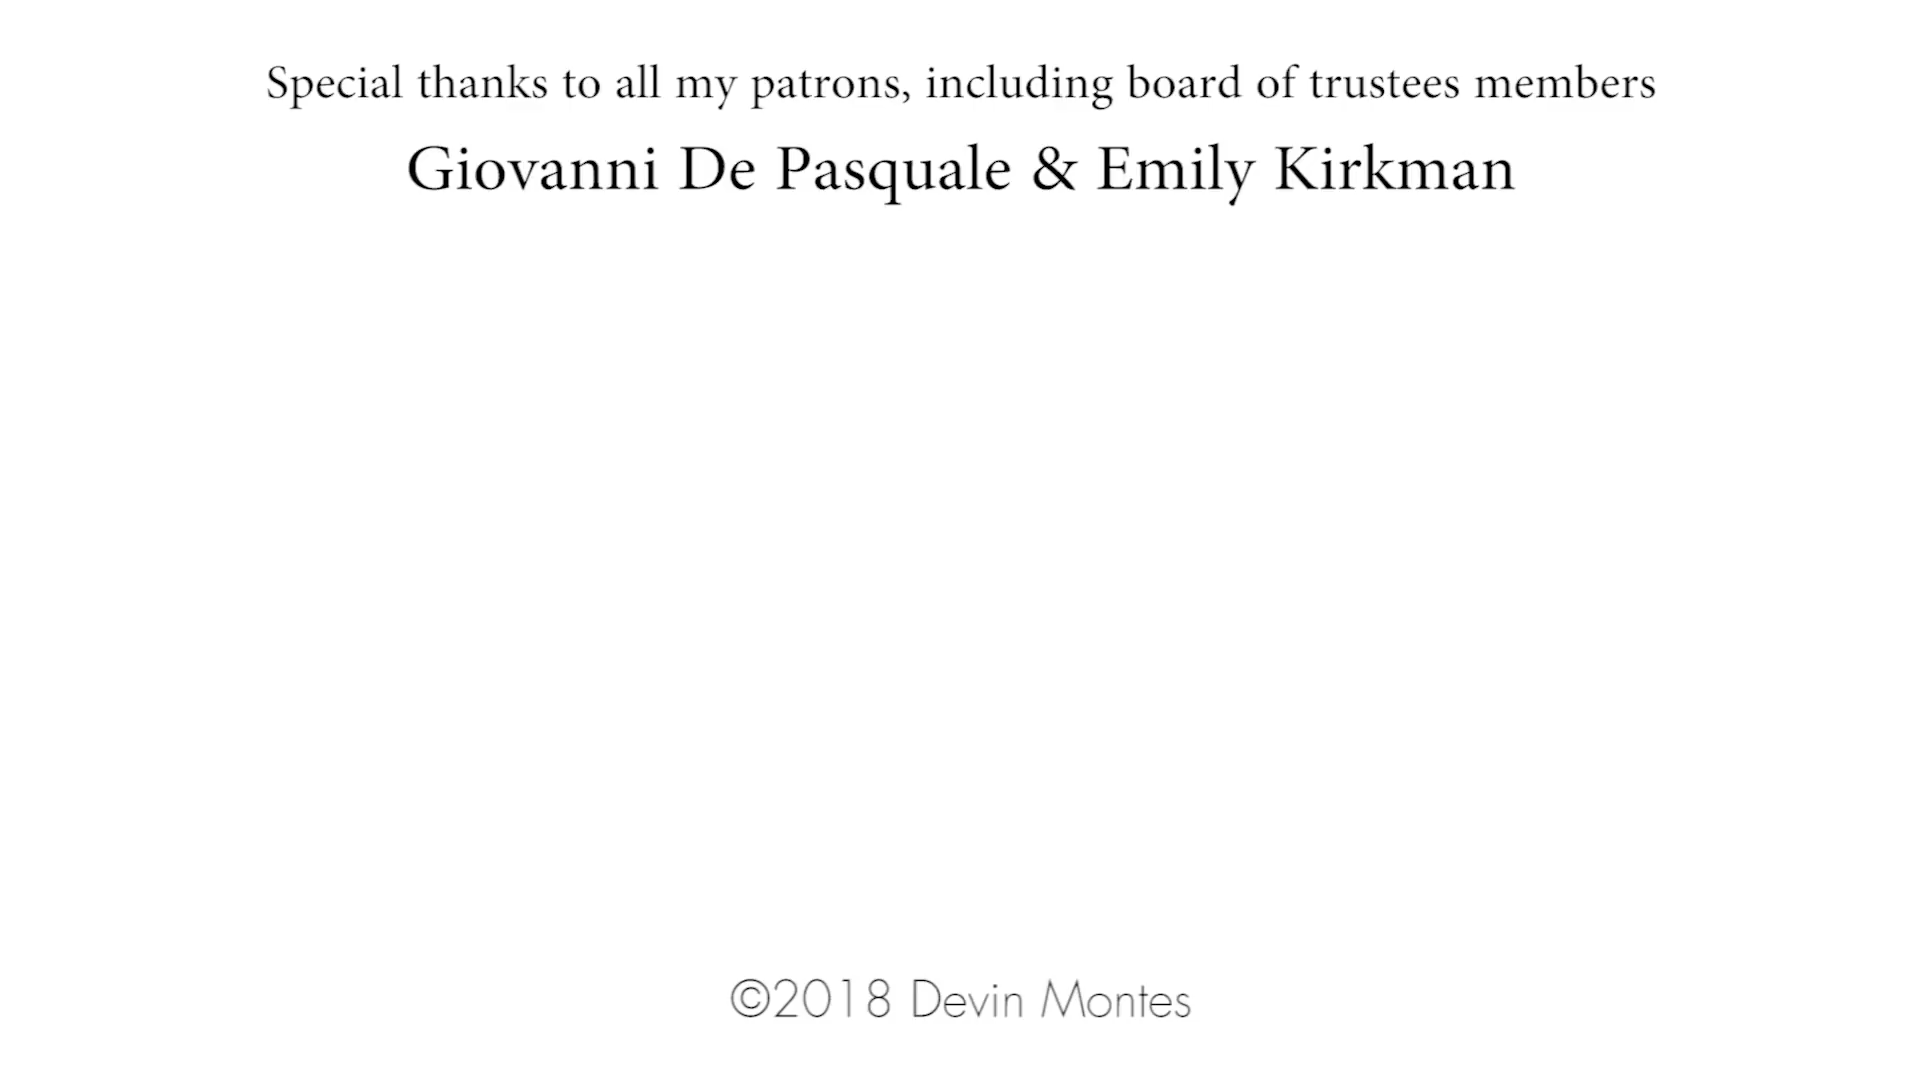 Special thanks to all my patrons, including board of trustees members
Giovanni De Pasquale & Emily Kirkman
©2018 Devin Montes